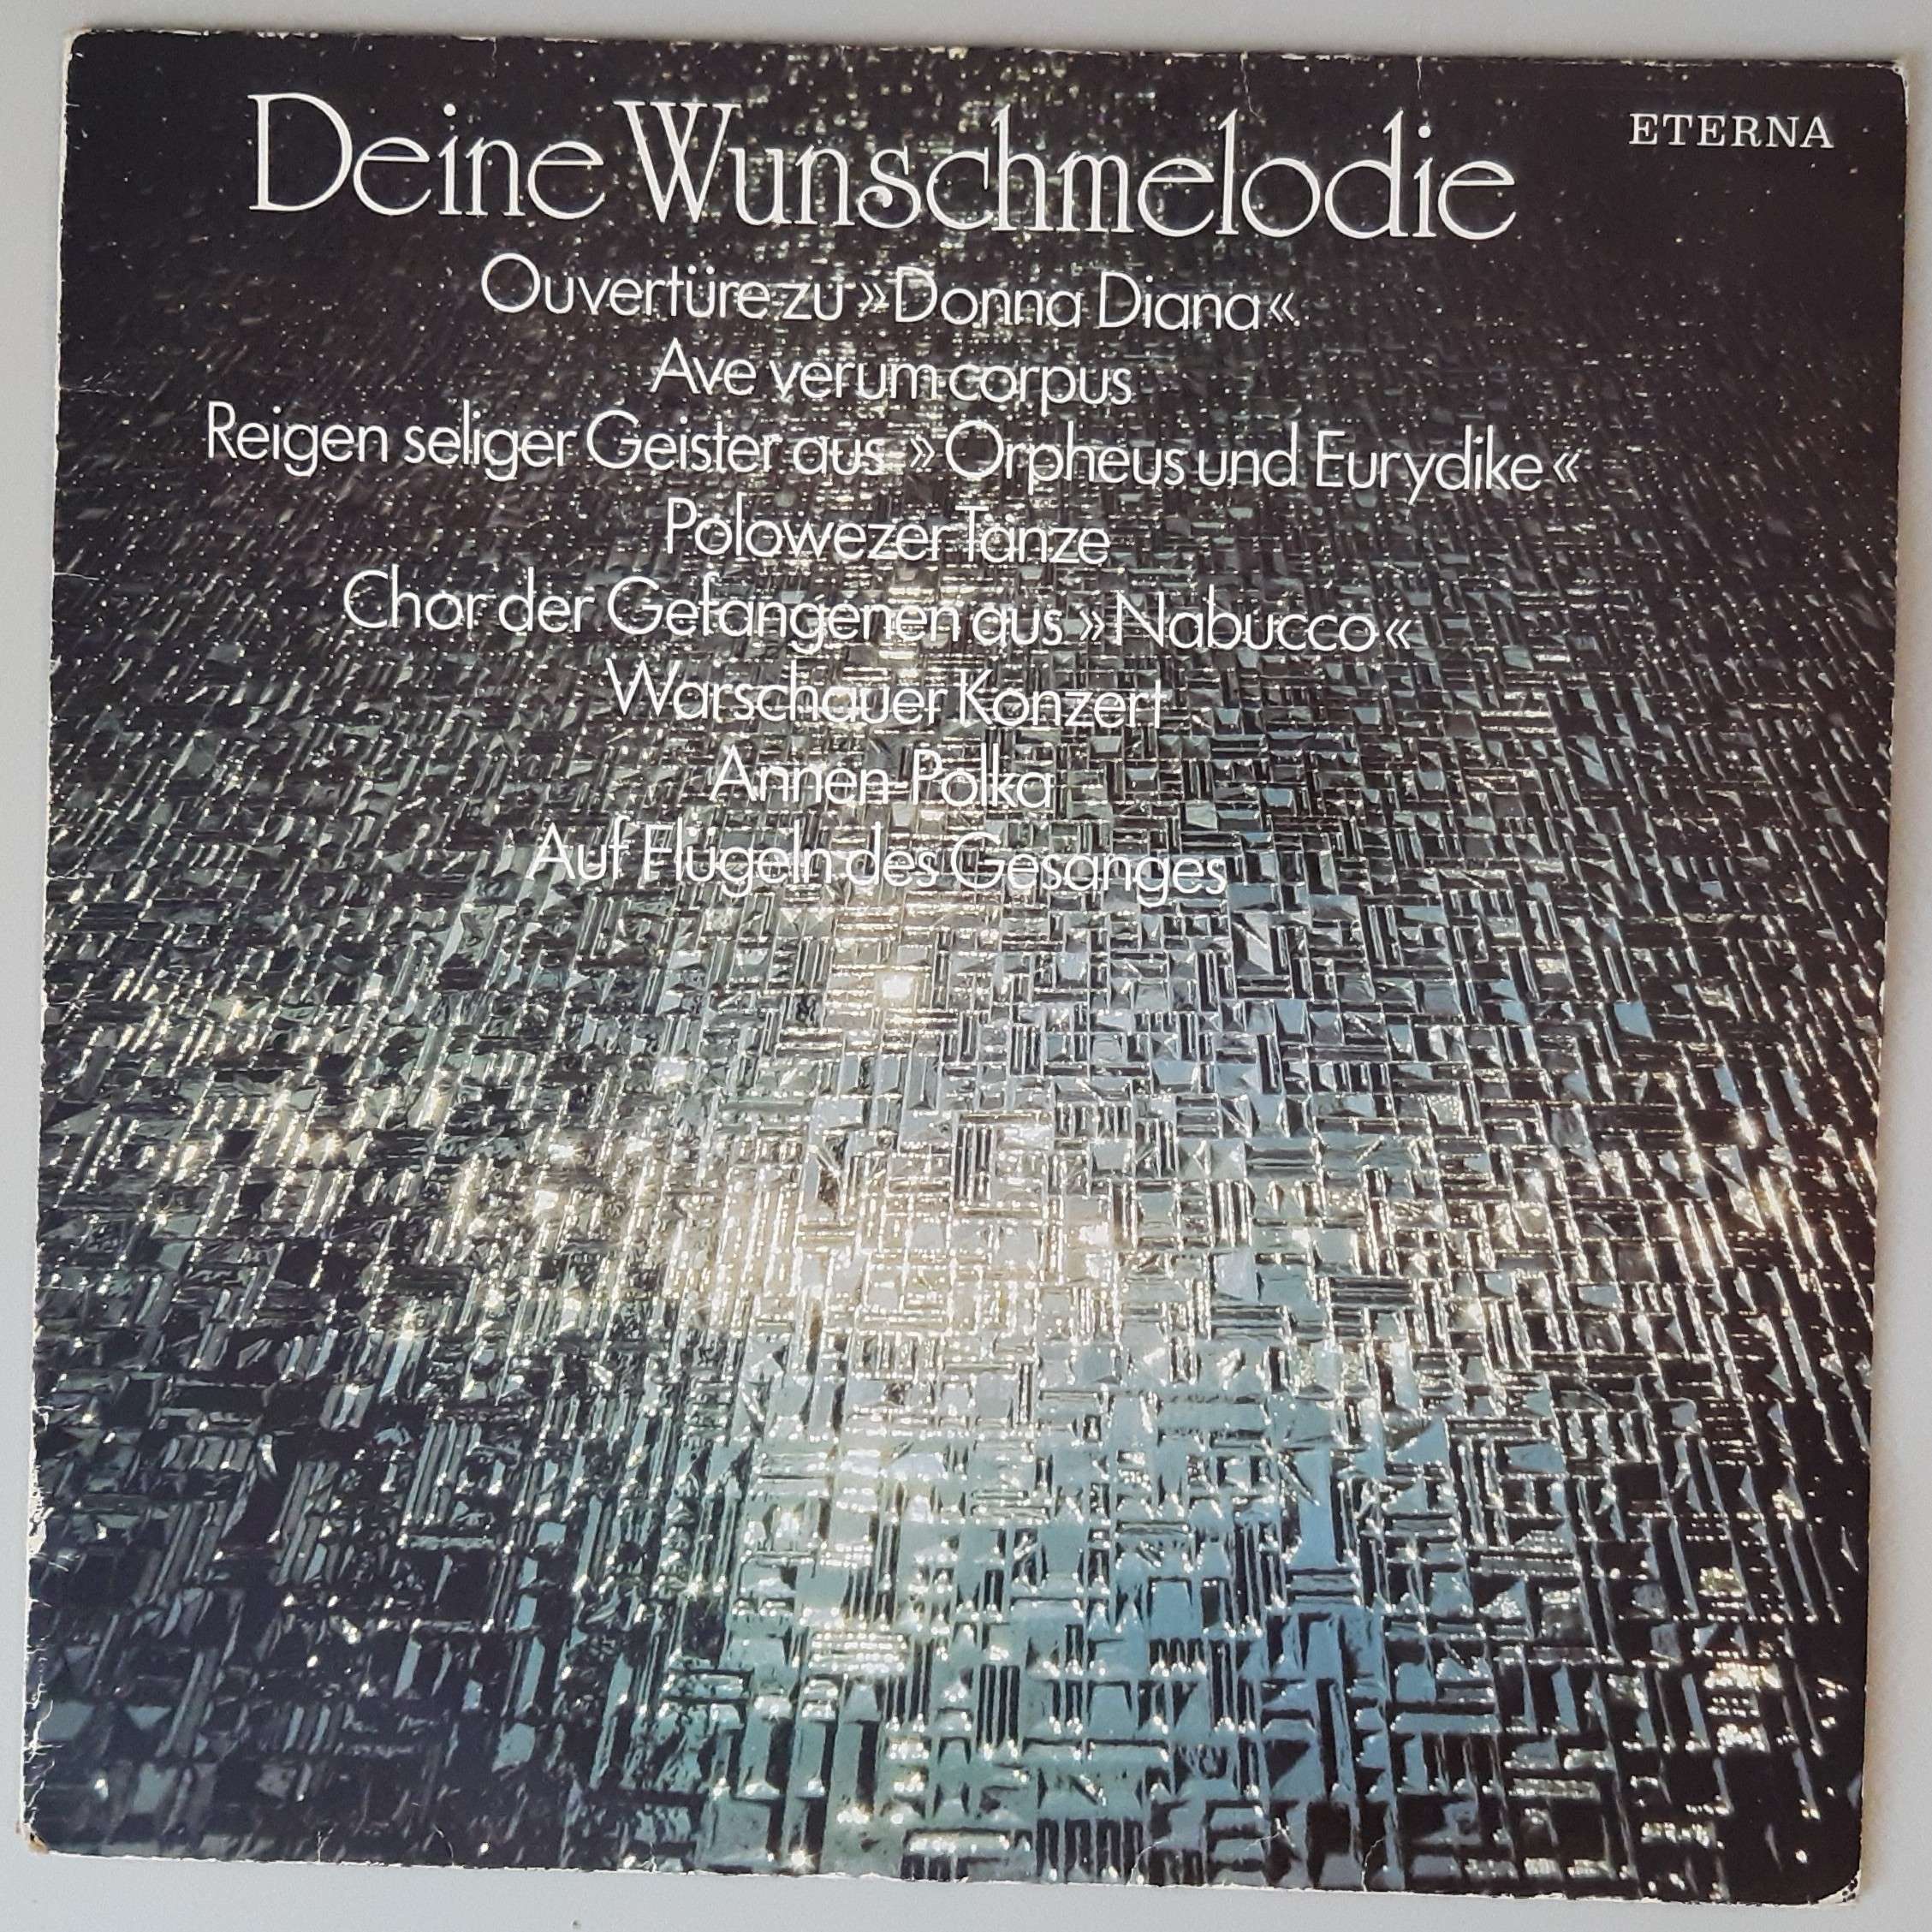 Deine Wunschmelodie
ETERNA
Ouvertüre zu »Donna Diana«
Ave verum corpus
Reigen seliger Geister aus »Orpheus und Eurydike«
Polowezer Tänze
Chor der Gefangenen aus »Nabucco«
Warschauer Konzert
Annen-Polka
Auf Flügeln des Gesanges